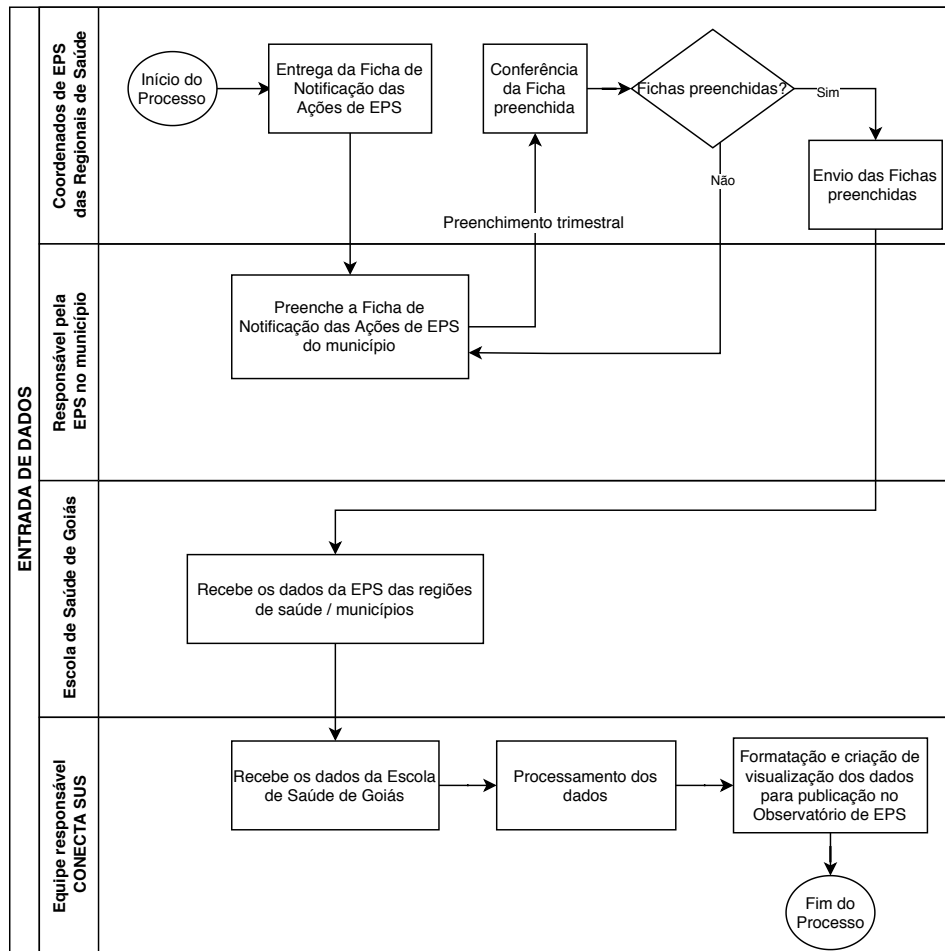 ENTRADA DE DADOS
Coordenados de EPS
das Regionais de Saúde
Início do
Processo
Entrega da Ficha de
Notificação das
Ações de EPS
Conferência
da Ficha
preenchida
Fichas preenchidas?
Sim
Não
Envio das Fichas
preenchidas
Preenchimento trimestral
Responsável pela
EPS no município
Preenche a Ficha de
Notificação das Ações de EPS
do município
Escola de Saúde de Goiás
Recebe os dados da EPS das regiões
de saúde / municípios
Equipe responsável
CONECTA SUS
Recebe os dados da Escola
de Saúde de Goiás
Processamento dos
dados
Formatação e criação de
visualização dos dados
para publicação no
Observatório de EPS
Fim do
Processo